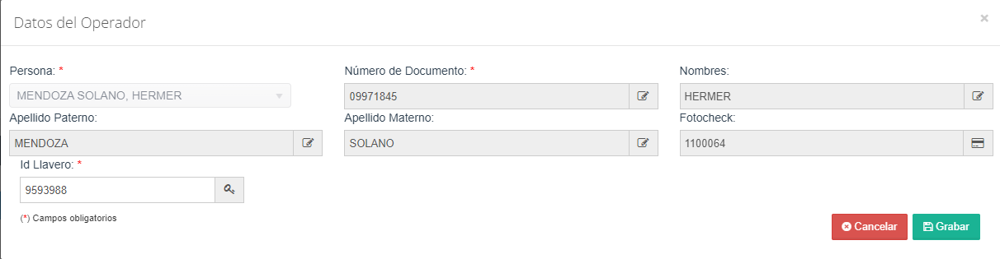 Datos del Operador
×
Persona: *
Número de Documento: *
Nombres:
MENDOZA SOLANO, HERMER
09971845
HERMER
Apellido Paterno:
Apellido Materno:
Fotocheck:
MENDOZA
SOLANO
1100064
Id Llavero: *
9593988
(*) Campos obligatorios
Cancelar
Grabar